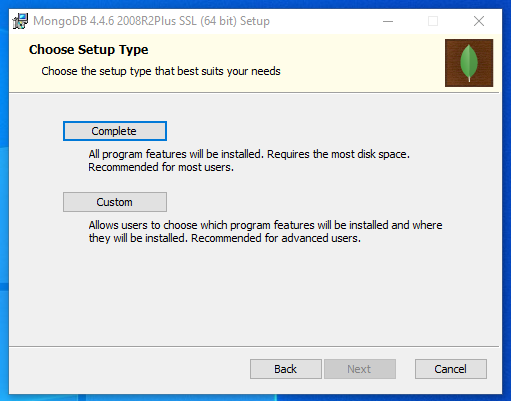 MongoDB 4.4.6 2008R2Plus SSL (64 bit) Setup
Choose Setup Type
Choose the setup type that best suits your needs
Complete
All program features will be installed. Requires the most disk space.
Recommended for most users.
Custom
Allows users to choose which program features will be installed and where
they will be installed. Recommended for advanced users.
Back
Next
Cancel